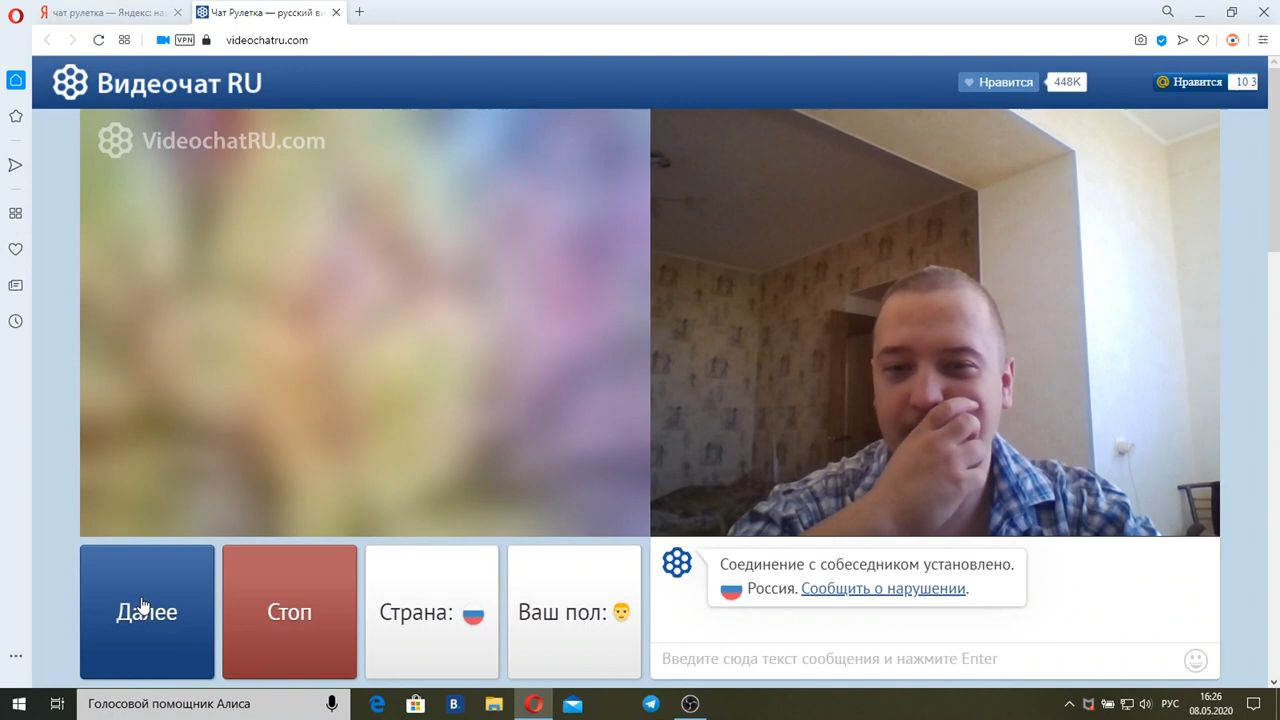 чат рулетка — Яндекс: на
Чат Рулетка — русский ви
VPN
videochatru.com
Видеочат RU
Нравится
448K
Нравится
10 3
VideochatRU.com
Соединение с собеседником установлено.
Россия. Сообщить о нарушении.
Далее
Стоп
Страна:
Ваш пол:
Введите сюда текст сообщения и нажмите Enter
Голосовой помощник Алиса
РУС
16:26
08.05.2020